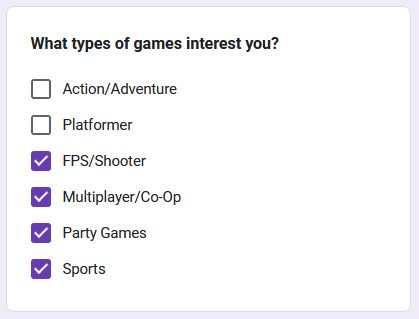 What types of games interest you?
Action/Adventure
Platformer
FPS/Shooter
Multiplayer/Co-Op
Party Games
Sports